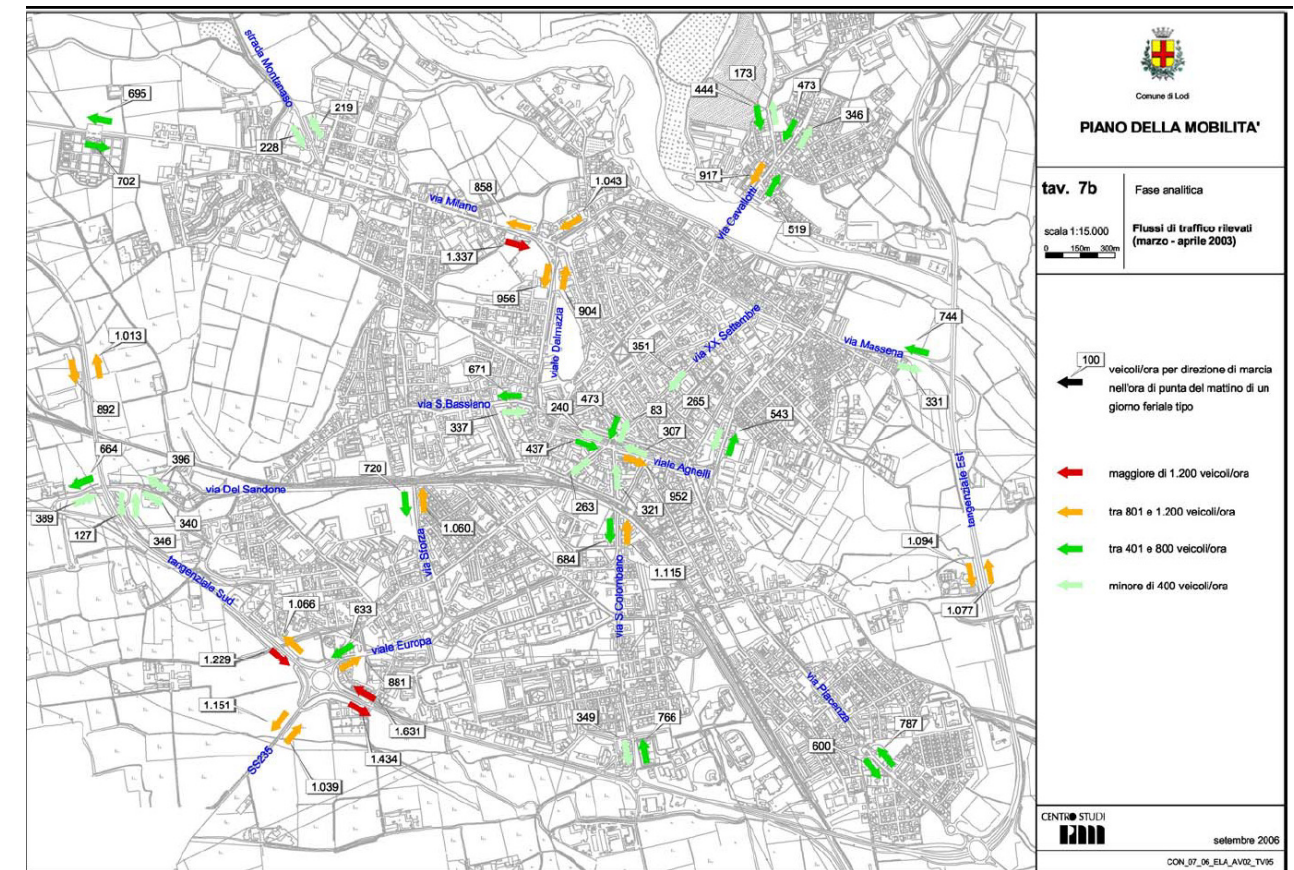 695
702
strada Montanaso
219
228
173
444
473
346
917
via Cavallotti
519
via Milano
858
1.043
1.337
956
904
viale Dalmazia
351
via XX Settembre
via Massena
744
331
1.013
892
671
via S.Bassiano
337
240
473
83
265
307
543
437
viale Agnelli
952
263
321
664
396
389
127
346
340
via Del Sandone
720
1.060
via Sforza
684
1.115
via S.Colombano
tangenziale Est
1.094
1.077
tangenziale Sud
1.066
633
1.229
viale Europa
881
1.151
1.631
1.434
SS235
1.039
349
766
via Piacenza
600
787
Comune di Lodi
PIANO DELLA MOBILITA'
tav. 7b
Fase analitica
scala 1:15.000
0 150m 300m
Flussi di traffico rilevati
(marzo - aprile 2003)
100
veicoli/ora per direzione di marcia
nell'ora di punta del mattino di un
giorno feriale tipo
maggiore di 1.200 veicoli/ora
tra 801 e 1.200 veicoli/ora
tra 401 e 800 veicoli/ora
minore di 400 veicoli/ora
CENTRO STUDI
pim
setembre 2006
CON_07_06_ELA_AV02_TV05